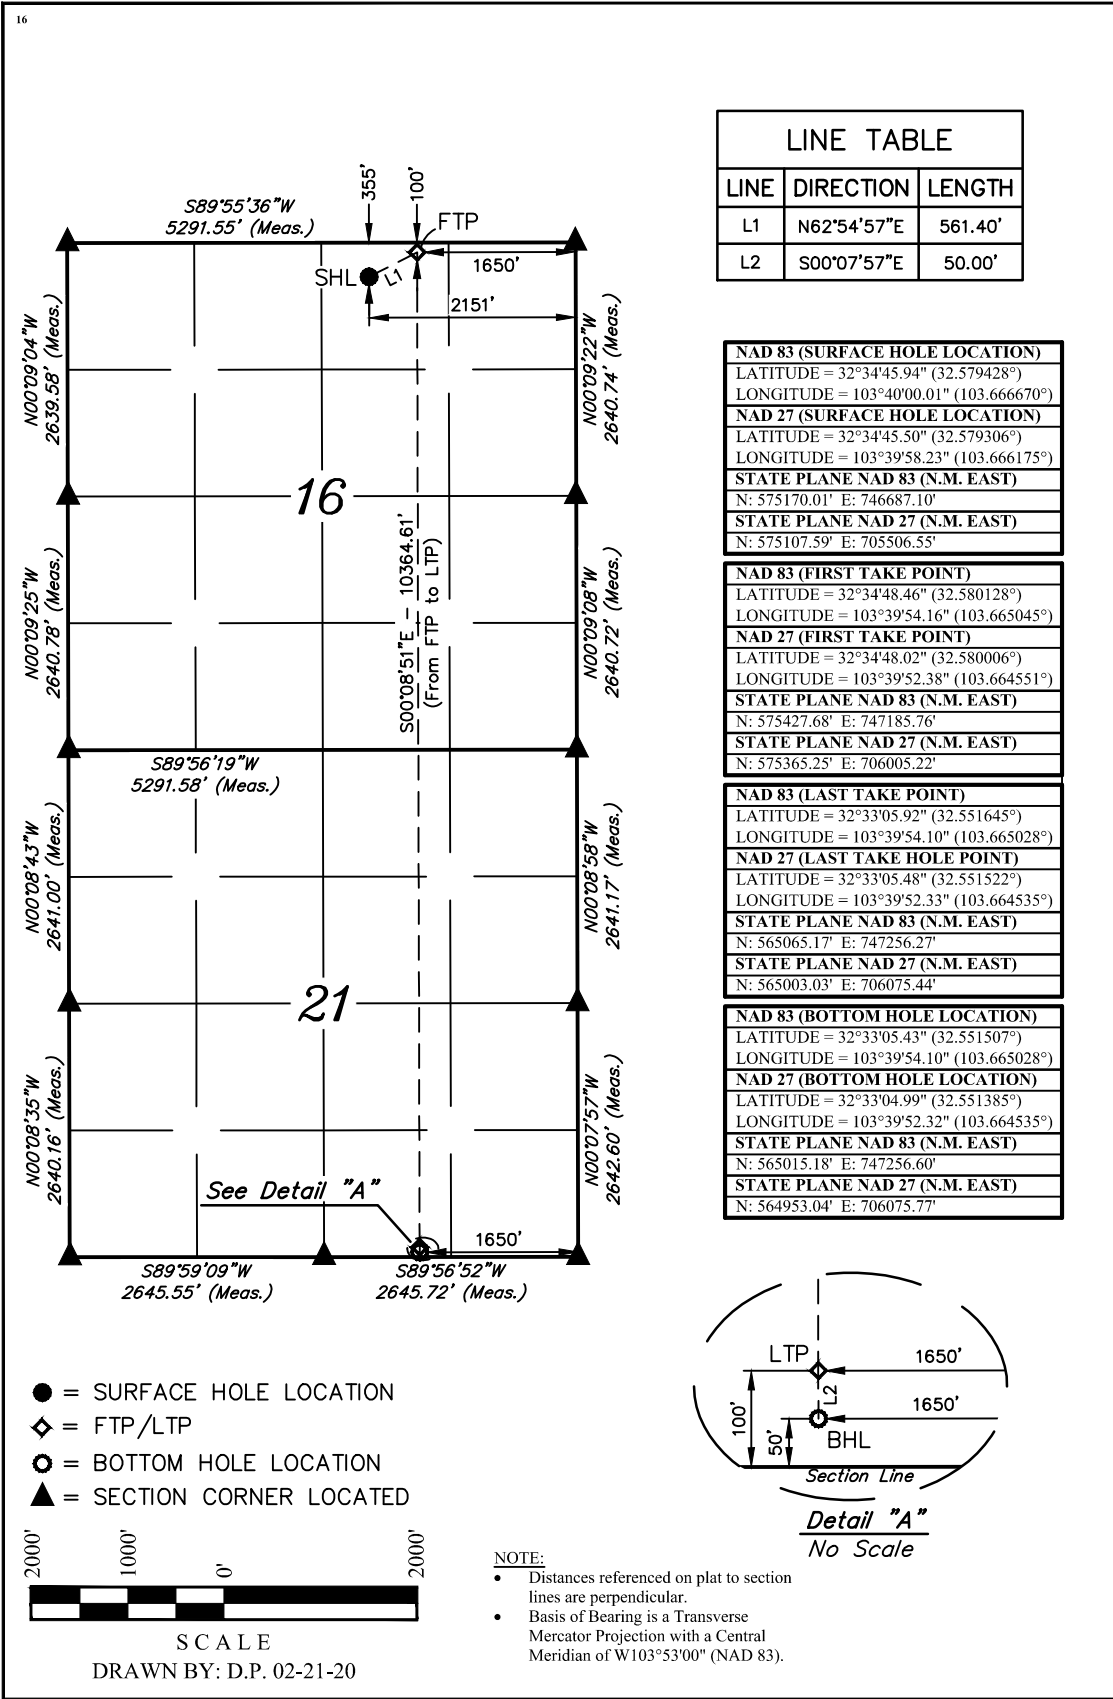 16
LINE TABLE
LINE DIRECTION LENGTH
L1 N62°54'57"E 561.40'
L2 S00°07'57"E 50.00'
355'
100'
S89°55'36"W
5291.55' (Meas.)
FTP
1650'
SHL
L1
2151'
N00°09'04"W
2639.58' (Meas.)
N00°09'22"W
2640.74' (Meas.)
16
N00°09'25"W
2640.78' (Meas.)
S00°08'51"E - 10364.61'
(From FTP to LTP)
N00°09'08"W
2640.72' (Meas.)
S89°56'19"W
5291.58' (Meas.)
N00°08'43"W
2641.00' (Meas.)
N00°08'58"W
2641.17' (Meas.)
21
N00°08'35"W
2640.16' (Meas.)
N00°07'57"W
2642.60' (Meas.)
See Detail "A"
1650'
S89°59'09"W
2645.55' (Meas.)
S89°56'52"W
2645.72' (Meas.)
NAD 83 (SURFACE HOLE LOCATION)
LATITUDE = 32°34'45.94" (32.579428°)
LONGITUDE = 103°40'00.01" (103.666670°)
NAD 27 (SURFACE HOLE LOCATION)
LATITUDE = 32°34'45.50" (32.579306°)
LONGITUDE = 103°39'58.23" (103.666175°)
STATE PLANE NAD 83 (N.M. EAST)
N: 575170.01' E: 746687.10'
STATE PLANE NAD 27 (N.M. EAST)
N: 575107.59' E: 705506.55'
NAD 83 (FIRST TAKE POINT)
LATITUDE = 32°34'48.46" (32.580128°)
LONGITUDE = 103°39'54.16" (103.665045°)
NAD 27 (FIRST TAKE POINT)
LATITUDE = 32°34'48.02" (32.580006°)
LONGITUDE = 103°39'52.38" (103.664551°)
STATE PLANE NAD 83 (N.M. EAST)
N: 575427.68' E: 747185.76'
STATE PLANE NAD 27 (N.M. EAST)
N: 575365.25' E: 706005.22'
NAD 83 (LAST TAKE POINT)
LATITUDE = 32°33'05.92" (32.551645°)
LONGITUDE = 103°39'54.10" (103.665028°)
NAD 27 (LAST TAKE HOLE POINT)
LATITUDE = 32°33'05.48" (32.551522°)
LONGITUDE = 103°39'52.33" (103.664535°)
STATE PLANE NAD 83 (N.M. EAST)
N: 565065.17' E: 747256.27'
STATE PLANE NAD 27 (N.M. EAST)
N: 565003.03' E: 706075.44'
NAD 83 (BOTTOM HOLE LOCATION)
LATITUDE = 32°33'05.43" (32.551507°)
LONGITUDE = 103°39'54.10" (103.665028°)
NAD 27 (BOTTOM HOLE LOCATION)
LATITUDE = 32°33'04.99" (32.551385°)
LONGITUDE = 103°39'52.32" (103.664535°)
STATE PLANE NAD 83 (N.M. EAST)
N: 565015.18' E: 747256.60'
STATE PLANE NAD 27 (N.M. EAST)
N: 564953.04' E: 706075.77'
LTP
1650'
L2
1650'
100'
50'
BHL
Section Line
Detail "A"
No Scale
= SURFACE HOLE LOCATION
= FTP/LTP
= BOTTOM HOLE LOCATION
= SECTION CORNER LOCATED
2000' 1000' 0' 2000'
SCALE
DRAWN BY: D.P. 02-21-20
NOTE:
• Distances referenced on plat to section
lines are perpendicular.
• Basis of Bearing is a Transverse
Mercator Projection with a Central
Meridian of W103°53'00" (NAD 83).